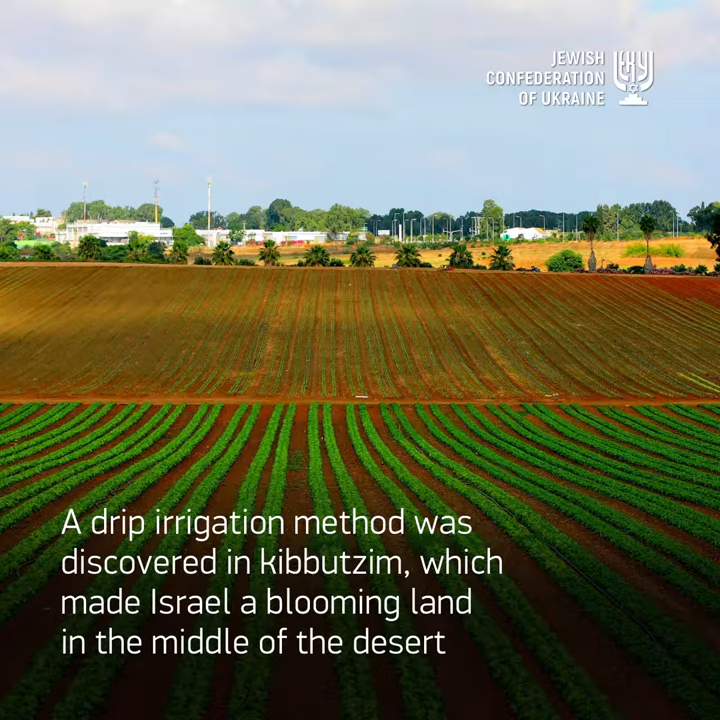 JEWISH
CONFEDERATION
OF UKRAINE
A drip irrigation method was
discovered in kibbutzim, which
made Israel a blooming land
in the middle of the desert